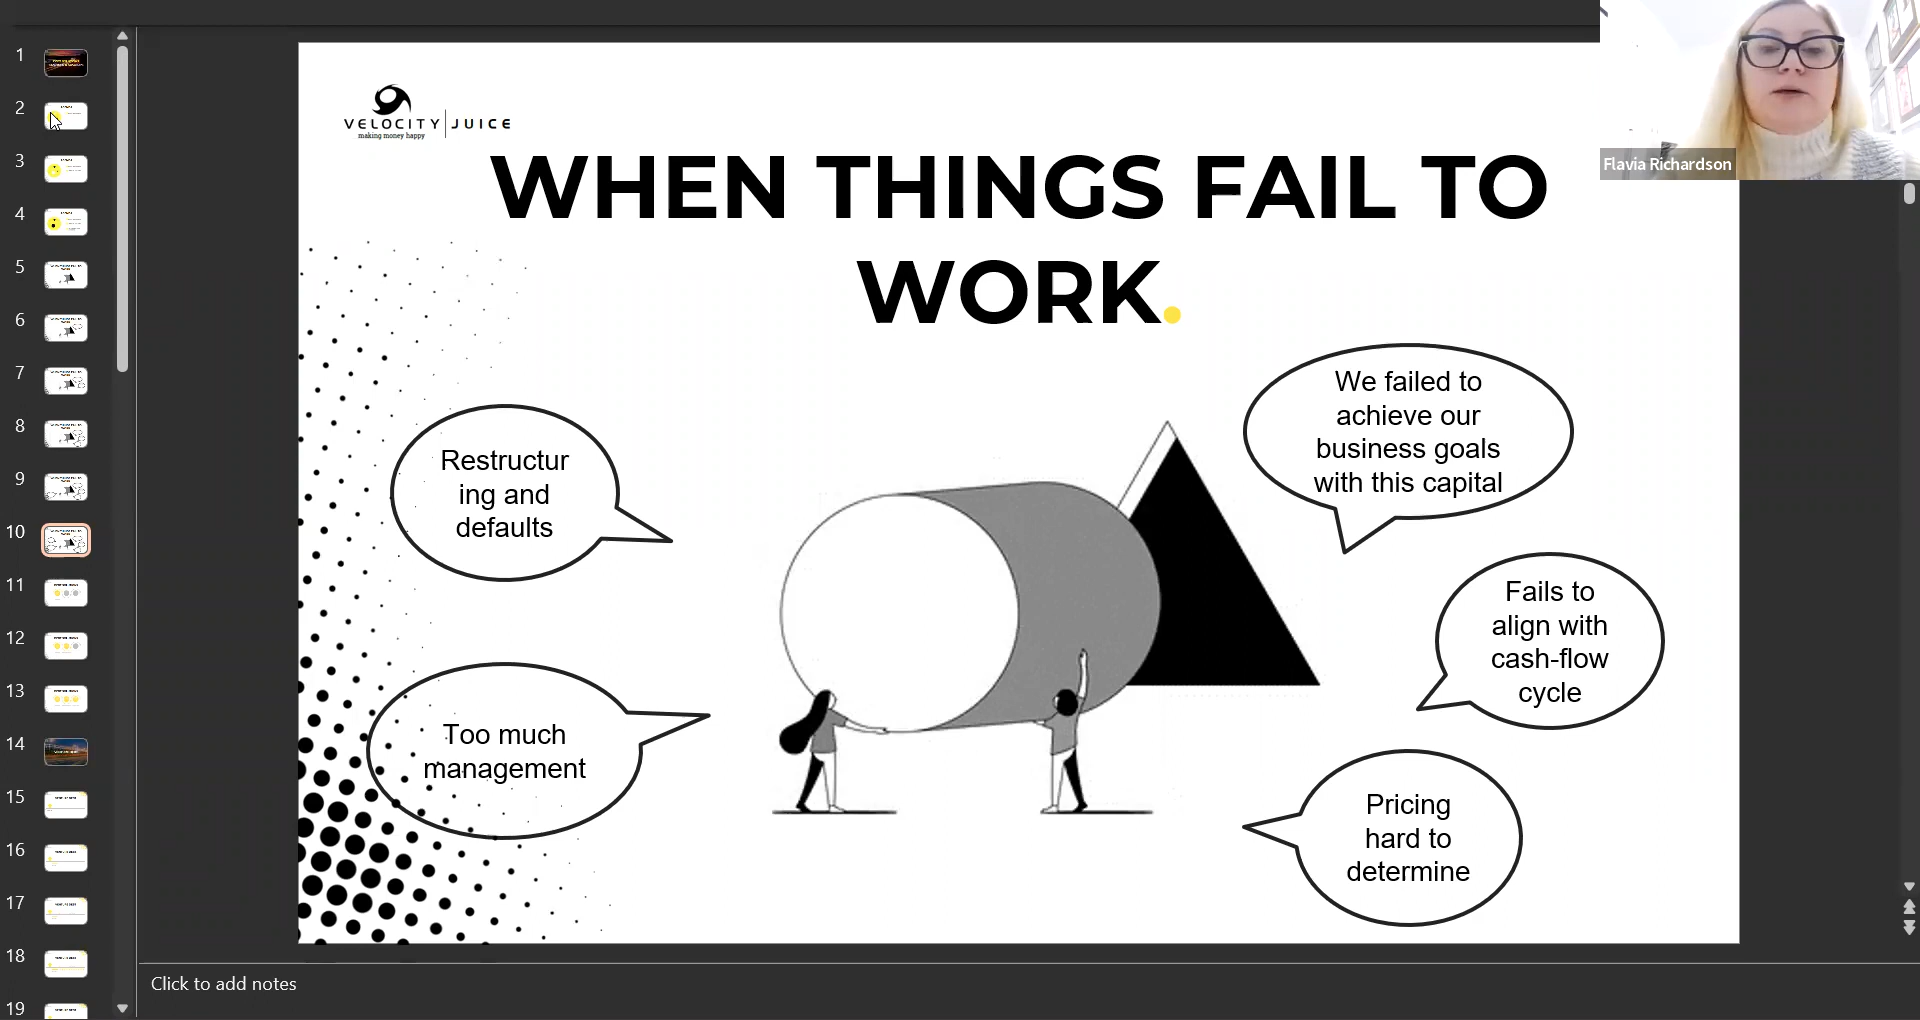 1
2
3
4
5
6
7
8
9
10
11
12
13
14
15
16
17
18
19
VELOCITY JUICE
making money happy
WHEN THINGS FAIL TO
WORK.
Restructur
ing and
defaults
Too much
management
We failed to
achieve our
business goals
with this capital
Fails to
align with
cash-flow
cycle
Pricing
hard to
determine
Flavia Richardson
Click to add notes